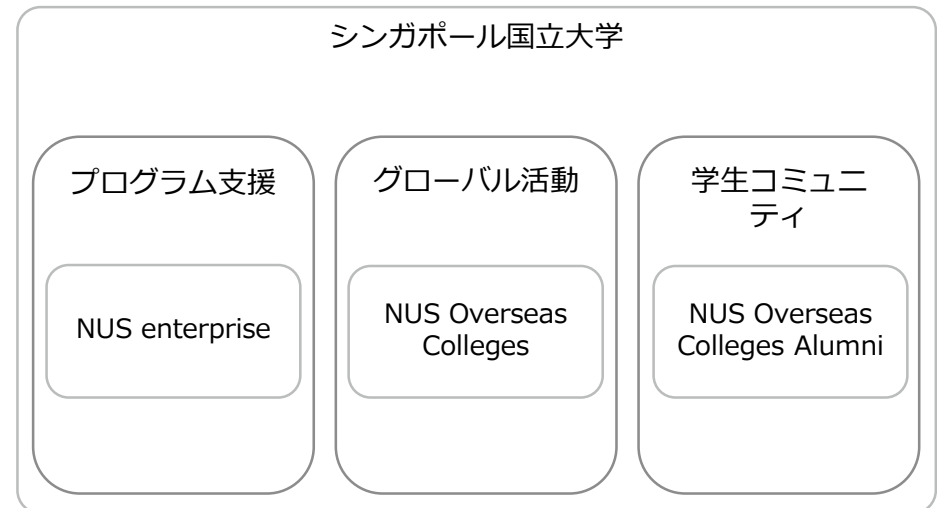 シンガポール国立大学
プログラム支援
グローバル活動
学生コミュニ
ティ
NUS enterprise
NUS Overseas
Colleges
NUS Overseas
Colleges Alumni